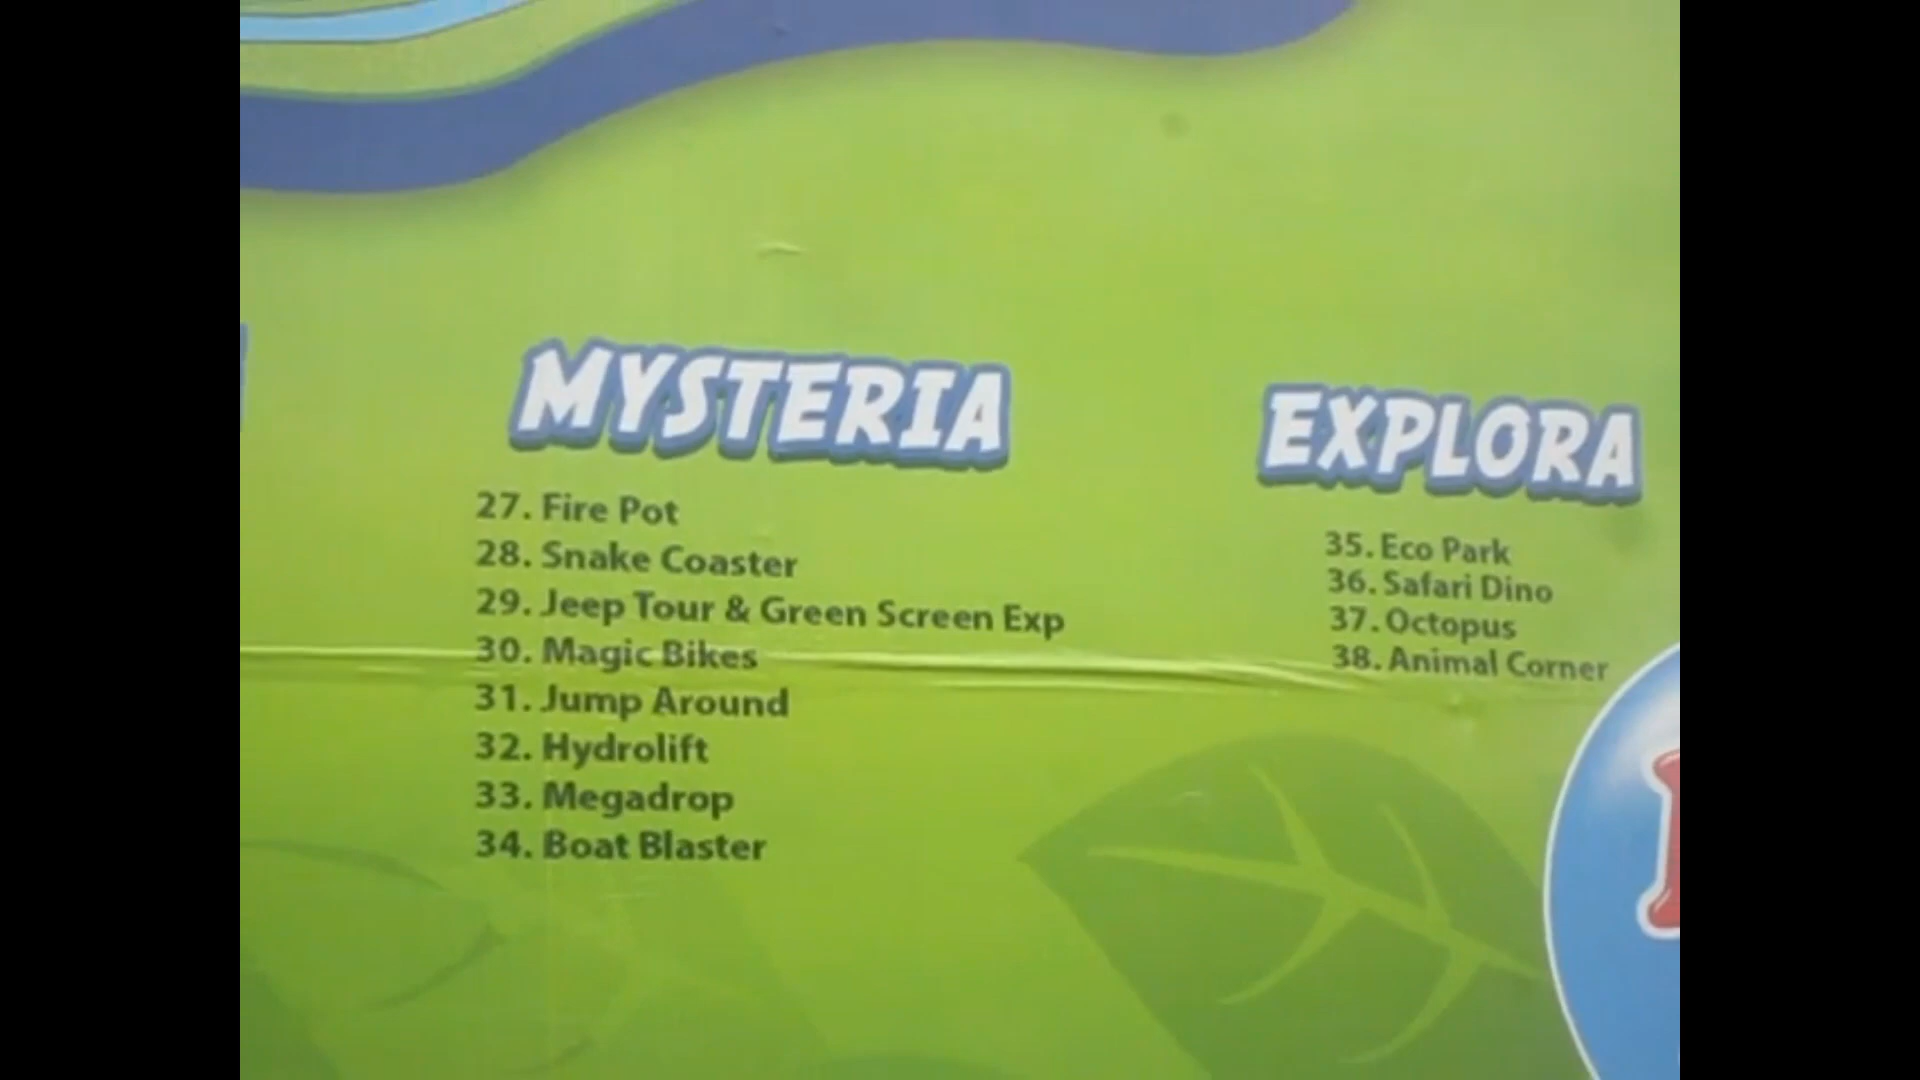 MYSTERIA
27. Fire Pot
28. Snake Coaster
29. Jeep Tour & Green Screen Exp
30. Magic Bikes
31. Jump Around
32. Hydrolift
33. Megadrop
34. Boat Blaster
EXPLORA
35. Eco Park
36. Safari Dino
37. Octopus
38. Animal Corner